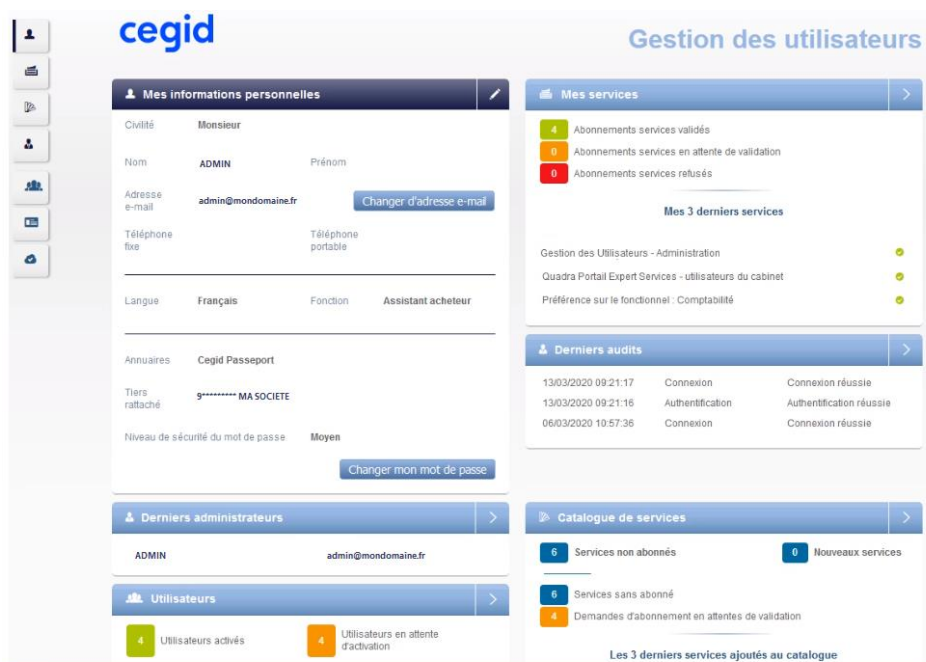 cegid
Gestion des utilisateurs
Mes informations personnelles
Civilité Monsieur
Nom ADMIN Prénom
Adresse e-mail admin@mondomaine.fr Changer d'adresse e-mail
Téléphone fixe Téléphone portable
Langue Français Fonction Assistant acheteur
Annuaires Cegid Passeport
Tiers rattaché 9********* MA SOCIETE
Niveau de sécurité du mot de passe Moyen
Changer mon mot de passe
Mes services
4 Abonnements services validés
0 Abonnements services en attente de validation
0 Abonnements services refusés
Mes 3 derniers services
Gestion des Utilisateurs - Administration
Quadra Portail Expert Services - utilisateurs du cabinet
Préférence sur le fonctionnel : Comptabilité
Derniers audits
13/03/2020 09:21:17 Connexion Connexion réussie
13/03/2020 09:21:16 Authentification Authentification réussie
06/03/2020 10:57:36 Connexion Connexion réussie
Derniers administrateurs
ADMIN admin@mondomaine.fr
Utilisateurs
4 Utilisateurs activés 4 Utilisateurs en attente d'activation
Catalogue de services
6 Services non abonnés 0 Nouveaux services
6 Services sans abonné
4 Demandes d'abonnement en attentes de validation
Les 3 derniers services ajoutés au catalogue